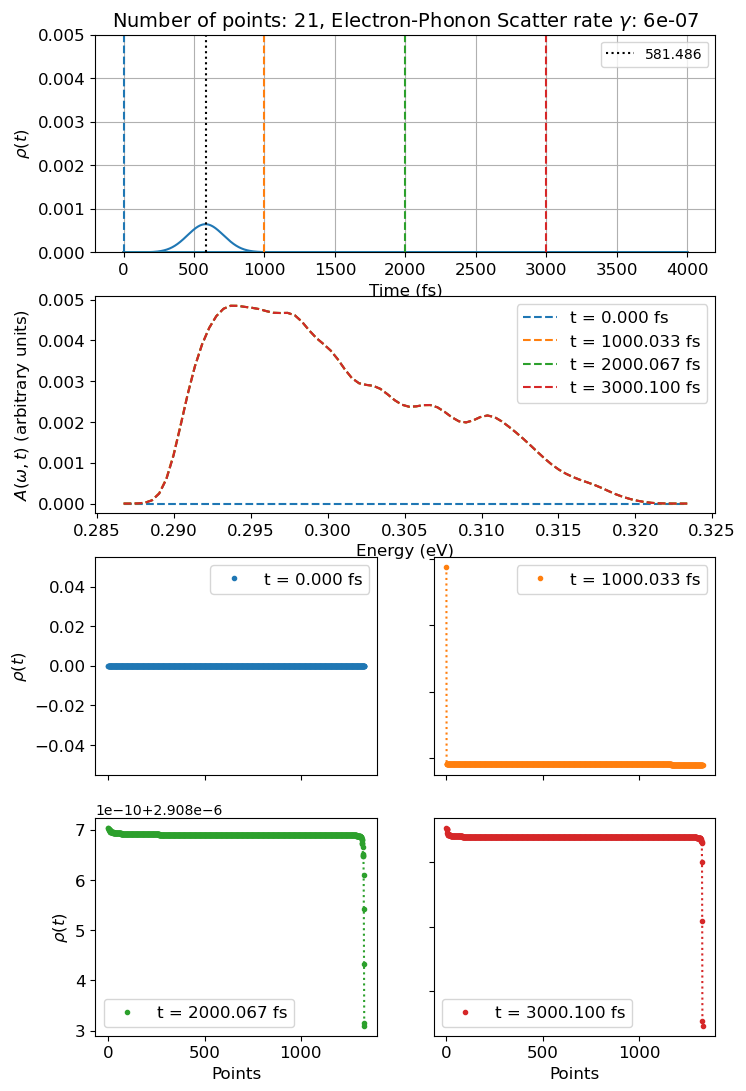 Number of points: 21, Electron-Phonon Scatter rate γ: 6e-07
0.005
0.004
0.003
0.002
0.001
0.000
ρ(t)
581.486
0 500 1000 1500 2000 2500 3000 3500 4000
Time (fs)
0.005
0.004
0.003
0.002
0.001
0.000
A(ω, t) (arbitrary units)
t = 0.000 fs
t = 1000.033 fs
t = 2000.067 fs
t = 3000.100 fs
0.285 0.290 0.295 0.300 0.305 0.310 0.315 0.320 0.325
Energy (eV)
0.04
0.02
0.00
−0.02
−0.04
ρ(t)
t = 0.000 fs
t = 1000.033 fs
1e−10+2.908e−6
7
6
5
4
3
ρ(t)
t = 2000.067 fs
0 500 1000
Points
t = 3000.100 fs
0 500 1000
Points